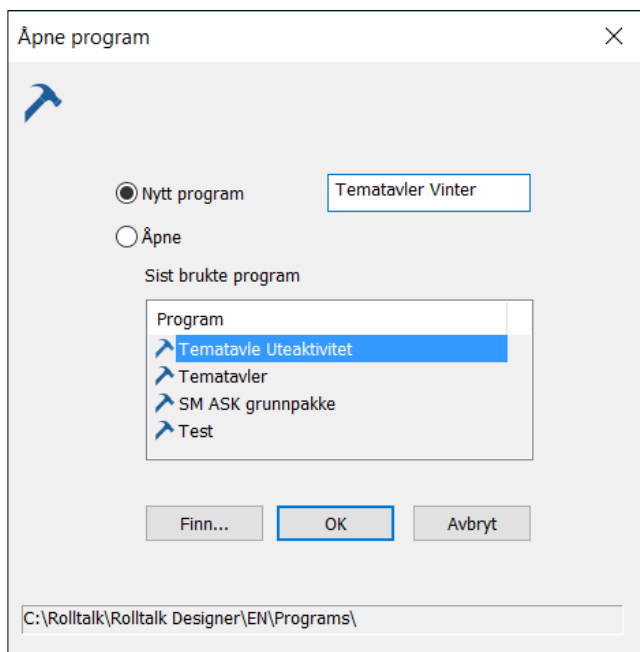 Åpne program
Nytt program
Tematavler Vinter
Åpne
Sist brukte program
Program
Tematavle Uteaktivitet
Tematavler
SM ASK grunnpakke
Test
Finn...
OK
Avbryt
C:\Rolltalk\Rolltalk Designer\EN\Programs\